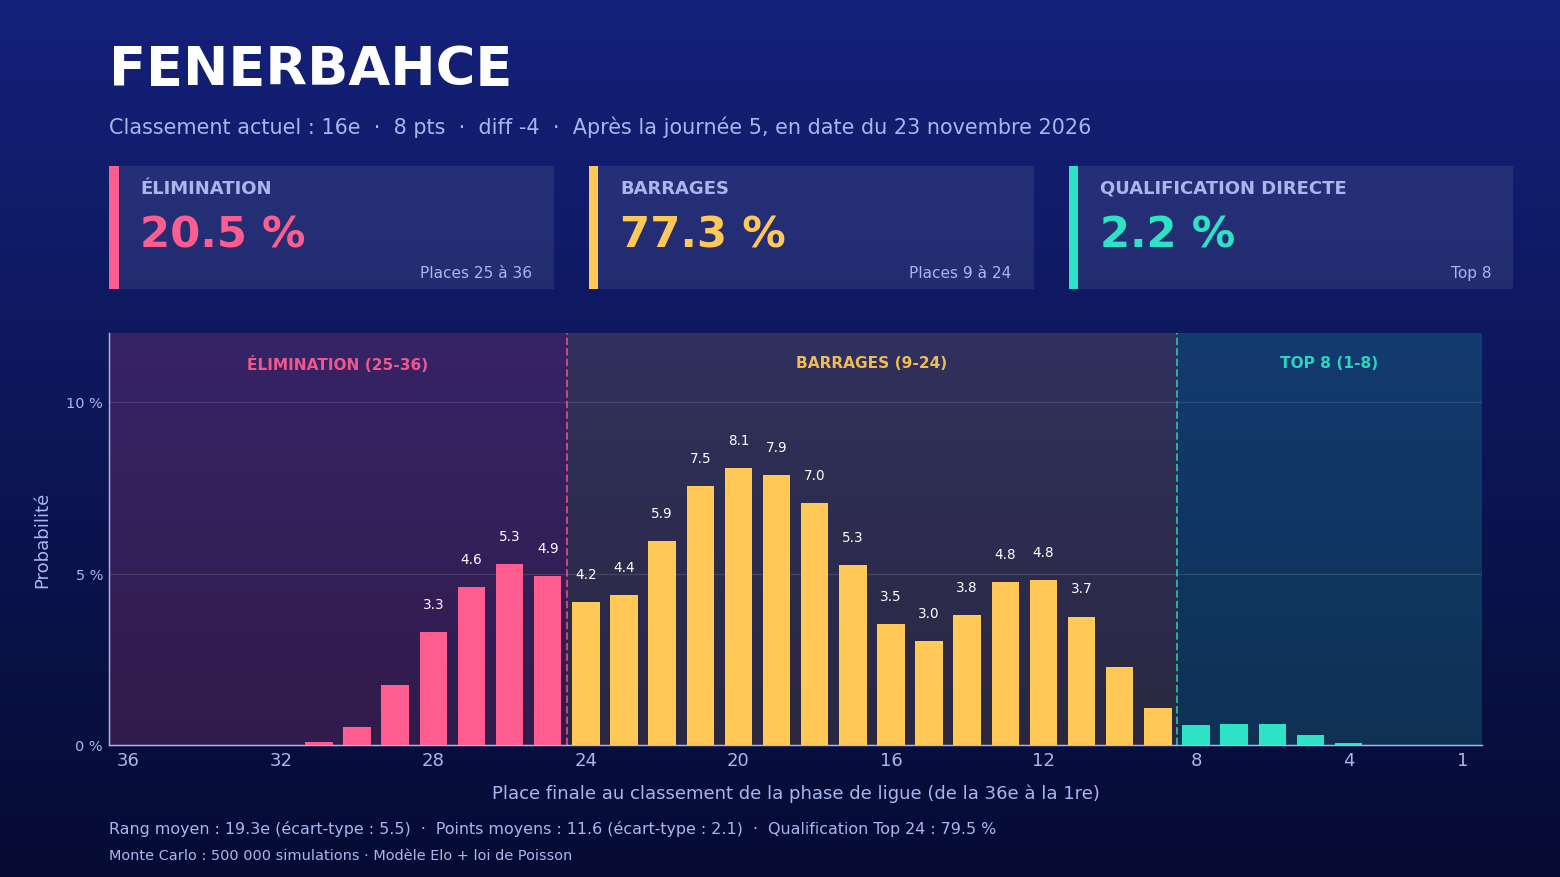 FENERBAHCE
Classement actuel : 16e · 8 pts · diff -4 · Après la journée 5, en date du 23 novembre 2026
ÉLIMINATION
20.5 %
Places 25 à 36
BARRAGES
77.3 %
Places 9 à 24
QUALIFICATION DIRECTE
2.2 %
Top 8
ÉLIMINATION (25-36)
BARRAGES (9-24)
TOP 8 (1-8)
Probabilité
10 %
5 %
0 %
3.3
4.6
5.3
4.9
4.2
4.4
5.9
7.5
8.1
7.9
7.0
5.3
3.5
3.0
3.8
4.8
4.8
3.7
36 32 28 24 20 16 12 8 4 1
Place finale au classement de la phase de ligue (de la 36e à la 1re)
Rang moyen : 19.3e (écart-type : 5.5) · Points moyens : 11.6 (écart-type : 2.1) · Qualification Top 24 : 79.5 %
Monte Carlo : 500 000 simulations · Modèle Elo + loi de Poisson